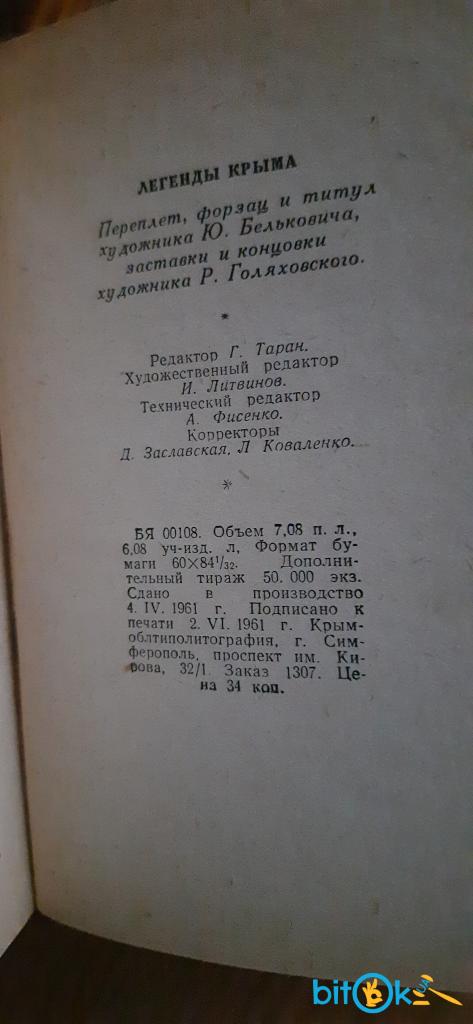 ЛЕГЕНДЫ КРЫМА
Переплет, форзац и титул
художника Ю. Бельковича,
заставки и концовки
художника Р. Голяховского.
*
Редактор Г. Таран.
Художественный редактор
И. Литвинов.
Технический редактор
А. Фисенко.
Корректоры
Д. Заславская, Л Коваленко.
*
БЯ 00108. Объем 7,08 п. л.,
6,08 уч-изд. л, Формат бу-
маги 60×84¹/₃₂. Дополни-
тельный тираж 50. 000 экз.
Сдано в производство
4. IV. 1961 г. Подписано к
печати 2. VI. 1961 г. Крым-
облтиполитография, г. Сим-
ферополь, проспект им. Ки-
рова, 32/1. Заказ 1307. Це-
на 34 коп.
bitOk
UA